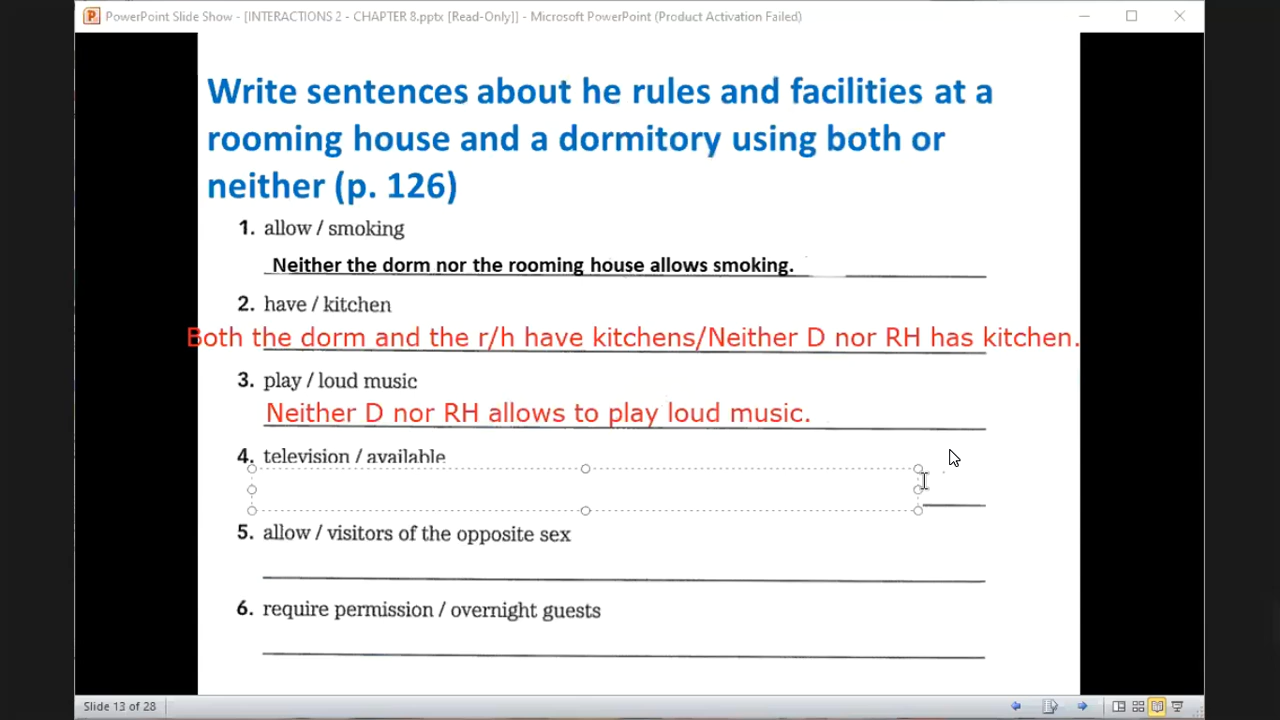 PowerPoint Slide Show - [INTERACTIONS 2 - CHAPTER 8.pptx [Read-Only]] - Microsoft PowerPoint (Product Activation Failed)
Write sentences about he rules and facilities at a
rooming house and a dormitory using both or
neither (p. 126)
1. allow / smoking
Neither the dorm nor the rooming house allows smoking.
2. have / kitchen
Both the dorm and the r/h have kitchens/Neither D nor RH has kitchen.
3. play / loud music
Neither D nor RH allows to play loud music.
4. television / available
5. allow / visitors of the opposite sex
6. require permission / overnight guests
Slide 13 of 28